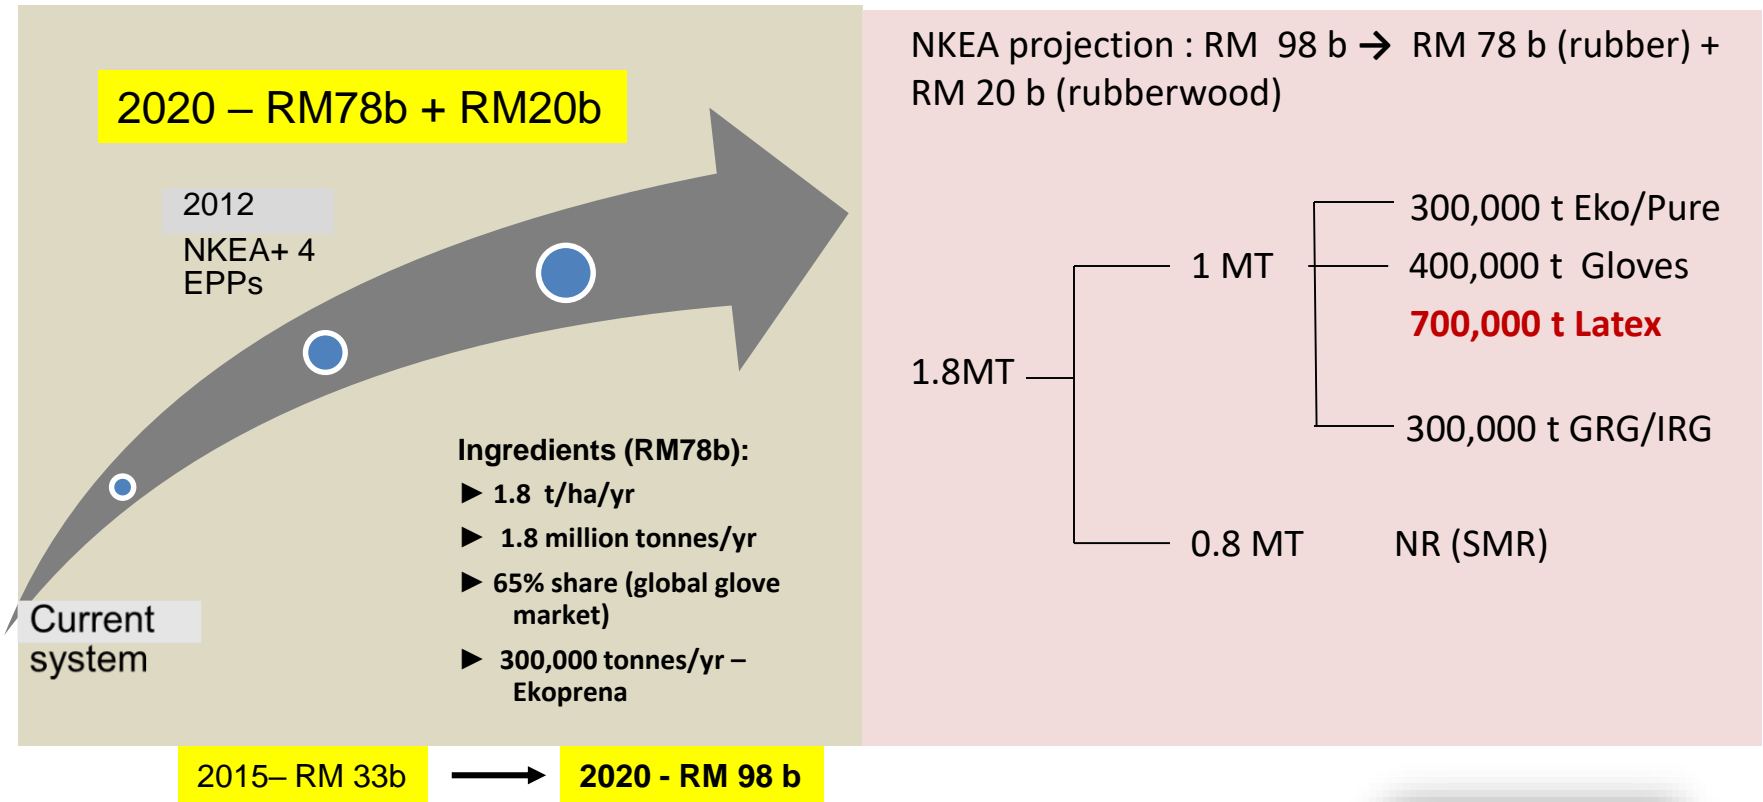 2020 – RM78b + RM20b
2012
NKEA+ 4
EPPs
Current
system
Ingredients (RM78b):
► 1.8 t/ha/yr
► 1.8 million tonnes/yr
► 65% share (global glove
market)
► 300,000 tonnes/yr –
Ekoprena
2015– RM 33b
2020 - RM 98 b
NKEA projection : RM 98 b → RM 78 b (rubber) +
RM 20 b (rubberwood)
1.8MT
1 MT
300,000 t Eko/Pure
400,000 t Gloves
700,000 t Latex
300,000 t GRG/IRG
0.8 MT NR (SMR)